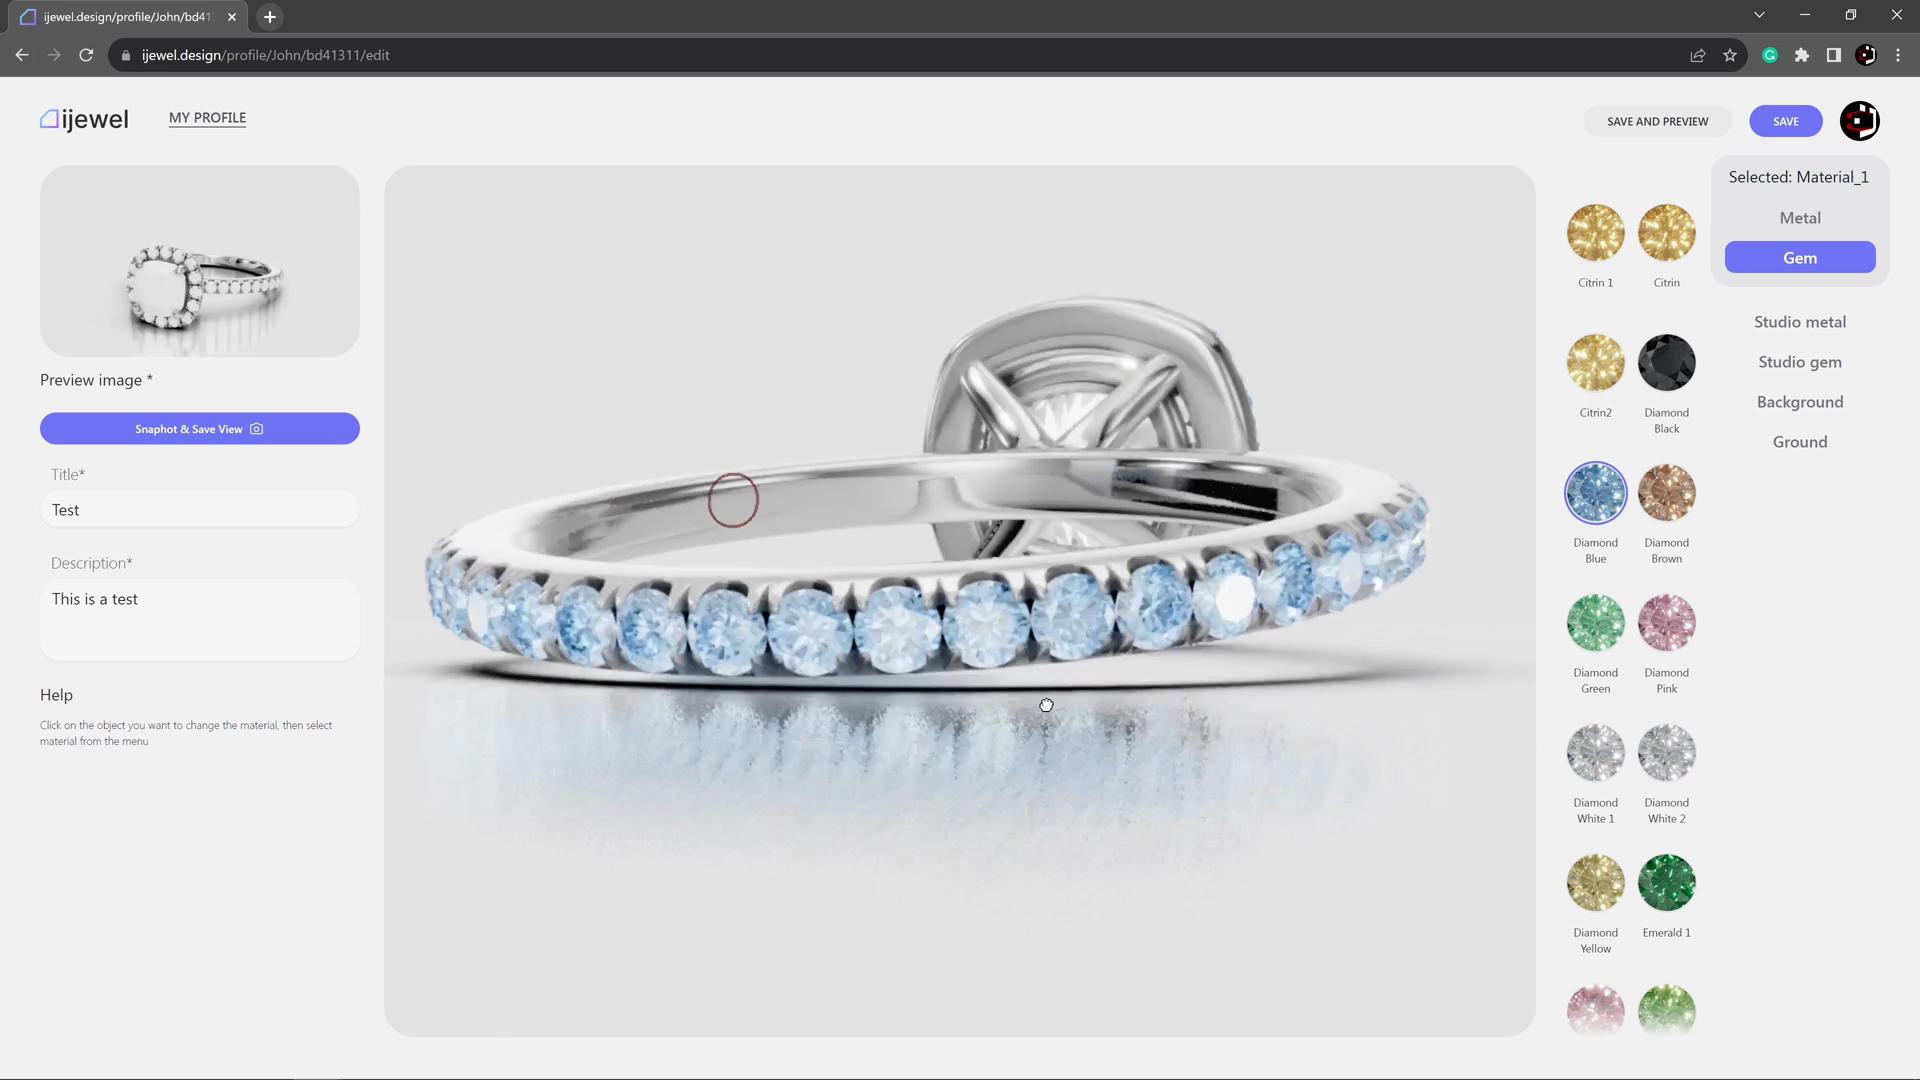 ijewel.design/profile/John/bd413
ijewel.design/profile/John/bd41311/edit
ijewel
MY PROFILE
SAVE AND PREVIEW
SAVE
Preview image *
Snaphot & Save View
Title*
Test
Description*
This is a test
Help
Click on the object you want to change the material, then select
material from the menu
Citrin 1
Citrin
Citrin2
Diamond
Black
Diamond
Blue
Diamond
Brown
Diamond
Green
Diamond
Pink
Diamond
White 1
Diamond
White 2
Diamond
Yellow
Emerald 1
Selected: Material_1
Metal
Gem
Studio metal
Studio gem
Background
Ground